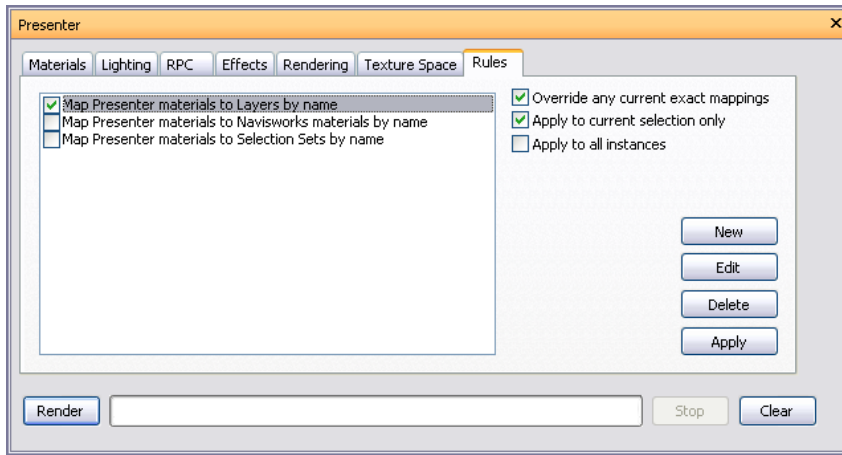 Presenter
Materials Lighting RPC Effects Rendering Texture Space Rules
Map Presenter materials to Layers by name
Map Presenter materials to Navisworks materials by name
Map Presenter materials to Selection Sets by name
Override any current exact mappings
Apply to current selection only
Apply to all instances
New
Edit
Delete
Apply
Render Stop Clear